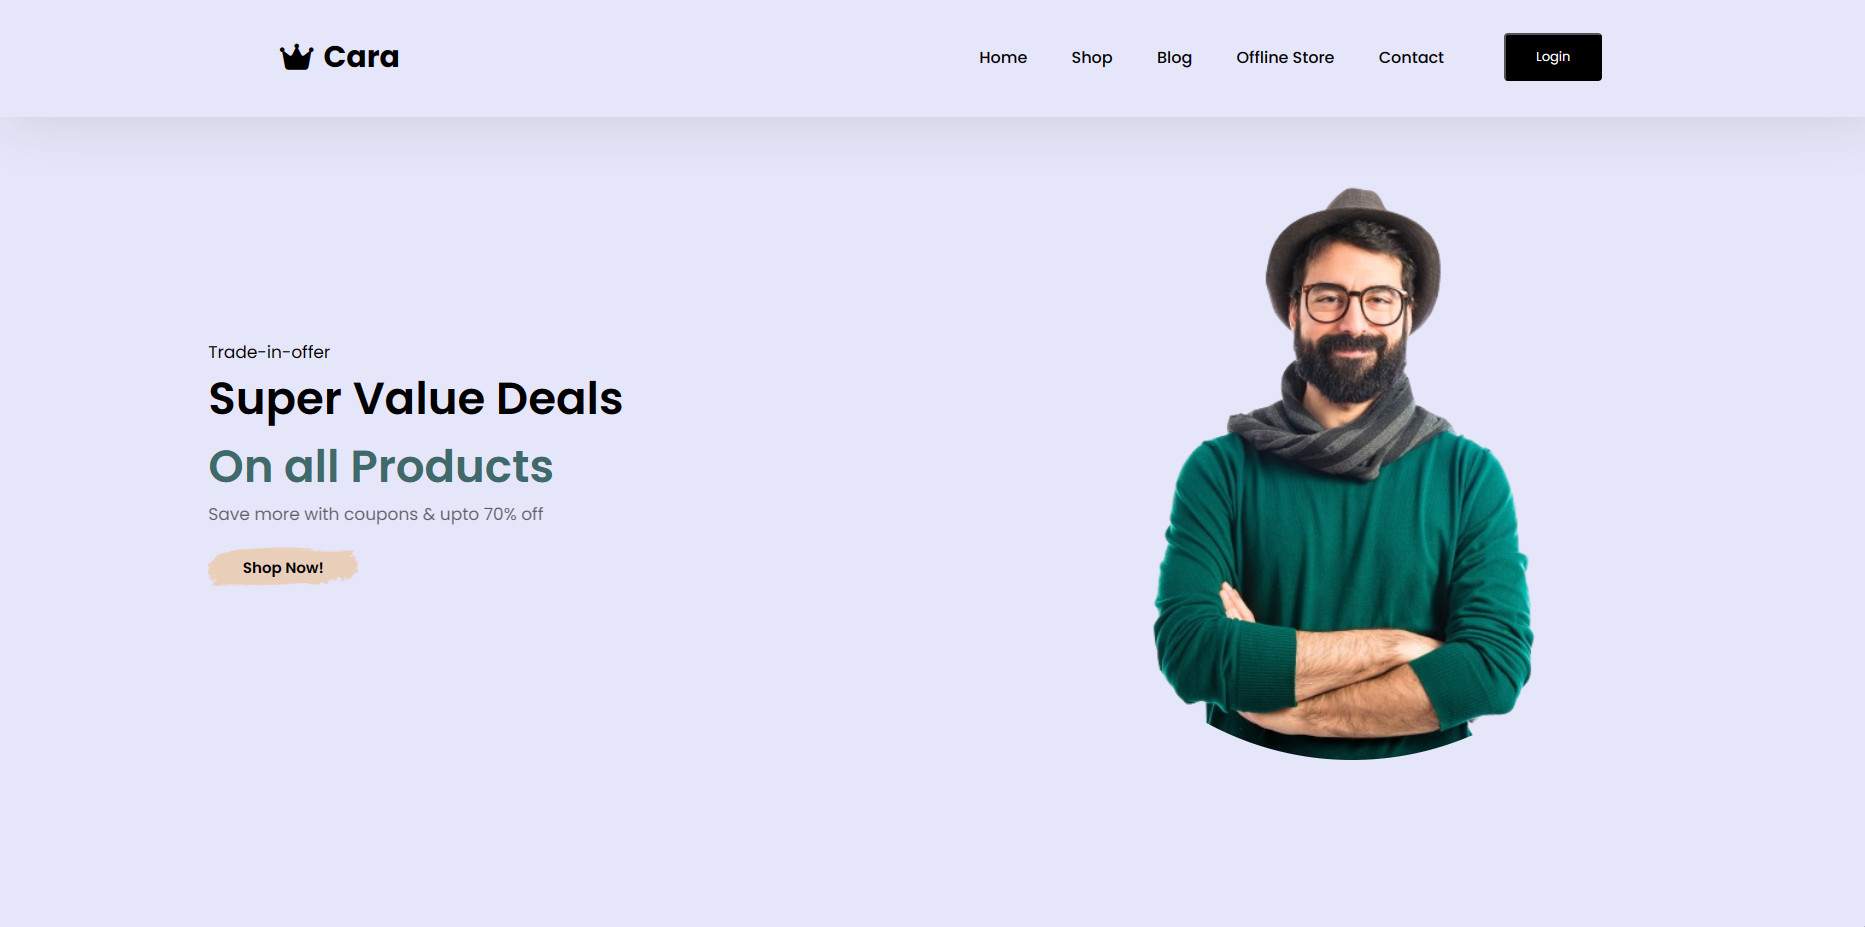 Cara
Home Shop Blog Offline Store Contact Login
Trade-in-offer
Super Value Deals
On all Products
Save more with coupons & upto 70% off
Shop Now!